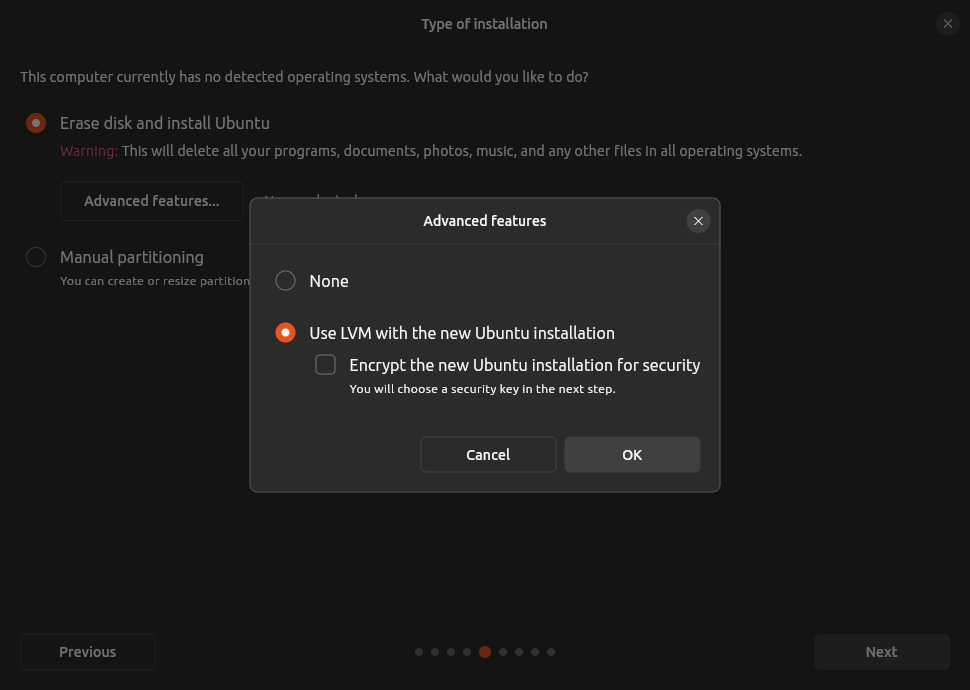 Type of installation
This computer currently has no detected operating systems. What would you like to do?
Erase disk and install Ubuntu
Warning: This will delete all your programs, documents, photos, music, and any other files in all operating systems.
Advanced features...
Manual partitioning
You can create or resize partition
Advanced features
None
Use LVM with the new Ubuntu installation
Encrypt the new Ubuntu installation for security
You will choose a security key in the next step.
Cancel
OK
Previous
Next